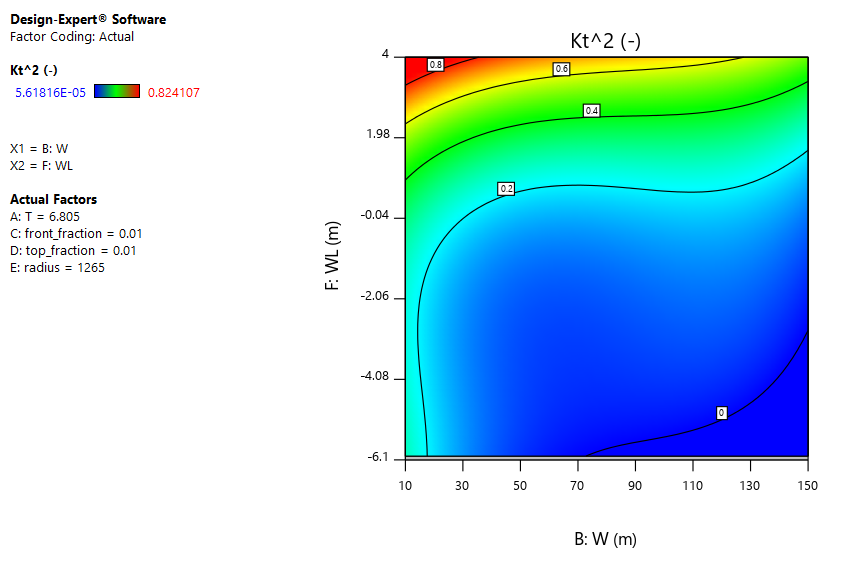 Design-Expert® Software
Factor Coding: Actual
Kt^2 (-)
5.61816E-05 0.824107
X1 = B: W
X2 = F: WL
Actual Factors
A: T = 6.805
C: front_fraction = 0.01
D: top_fraction = 0.01
E: radius = 1265
Kt^2 (-)
F: WL (m)
4
1.98
-0.04
-2.06
-4.08
-6.1
0.8
0.6
0.4
0.2
0
10 30 50 70 90 110 130 150
B: W (m)